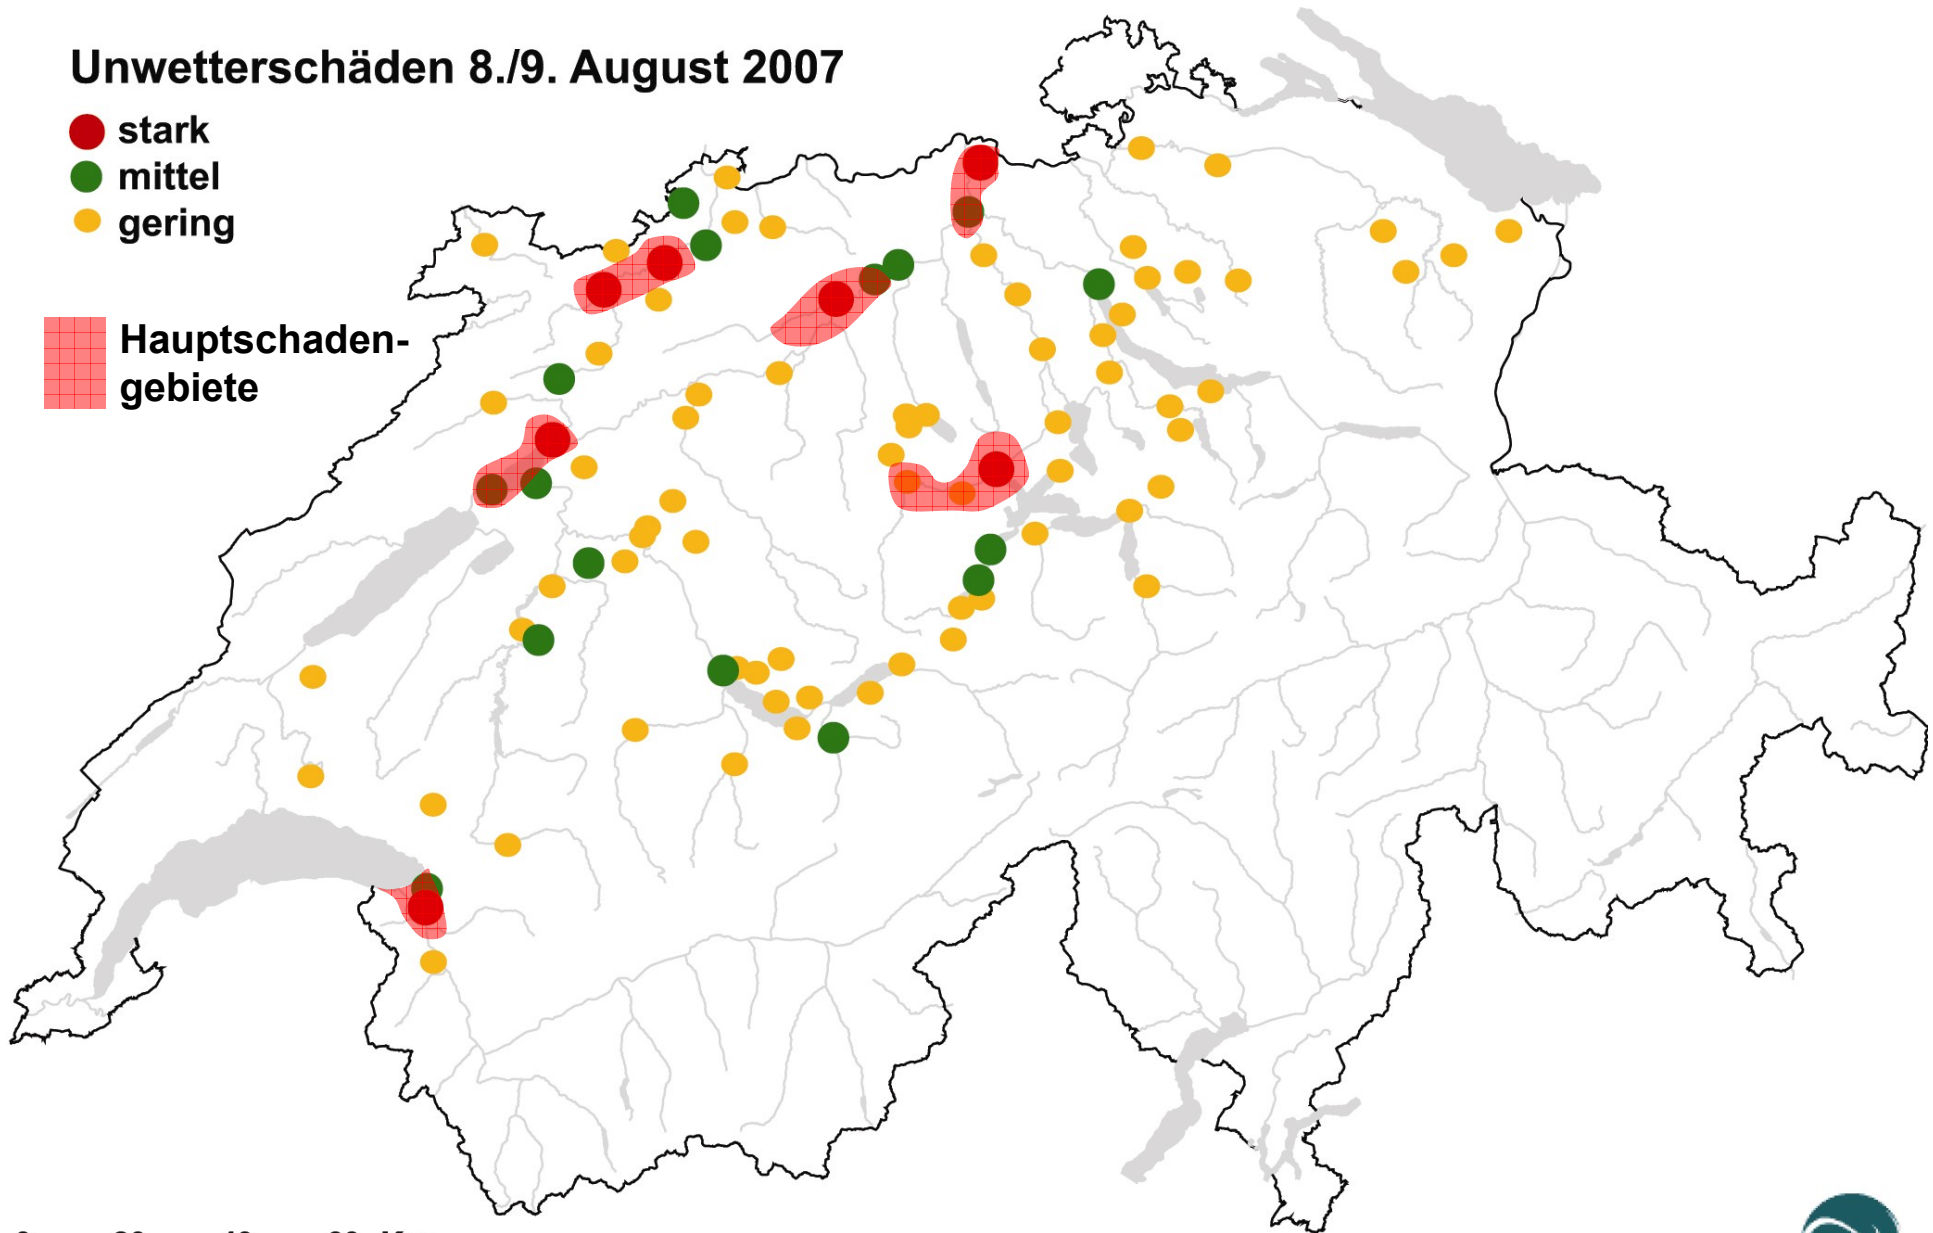 Unwetterschäden 8./9. August 2007
stark
mittel
gering
Hauptschaden-
gebiete